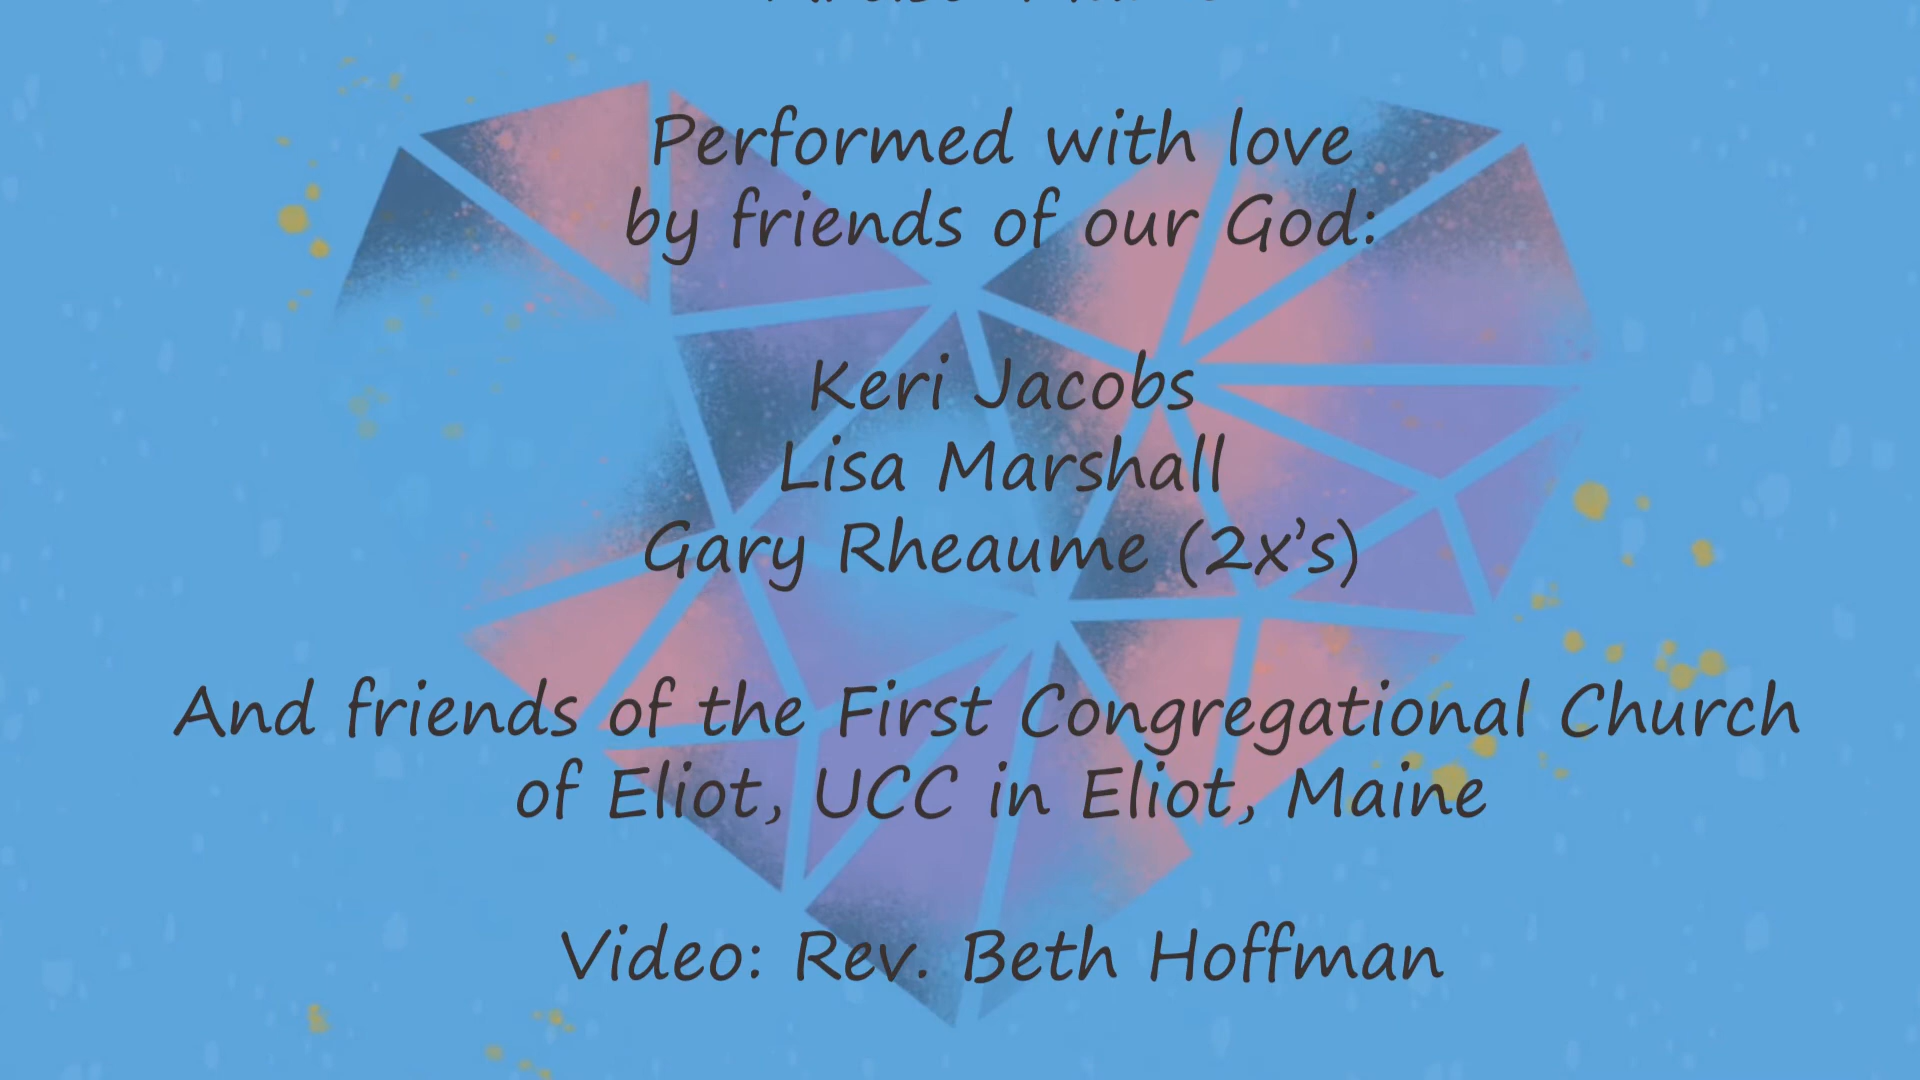 Performed with love
by friends of our God:
Keri Jacobs
Lisa Marshall
Gary Rheaume (2x's)
And friends of the First Congregational Church
of Eliot, UCC in Eliot, Maine
Video: Rev. Beth Hoffman